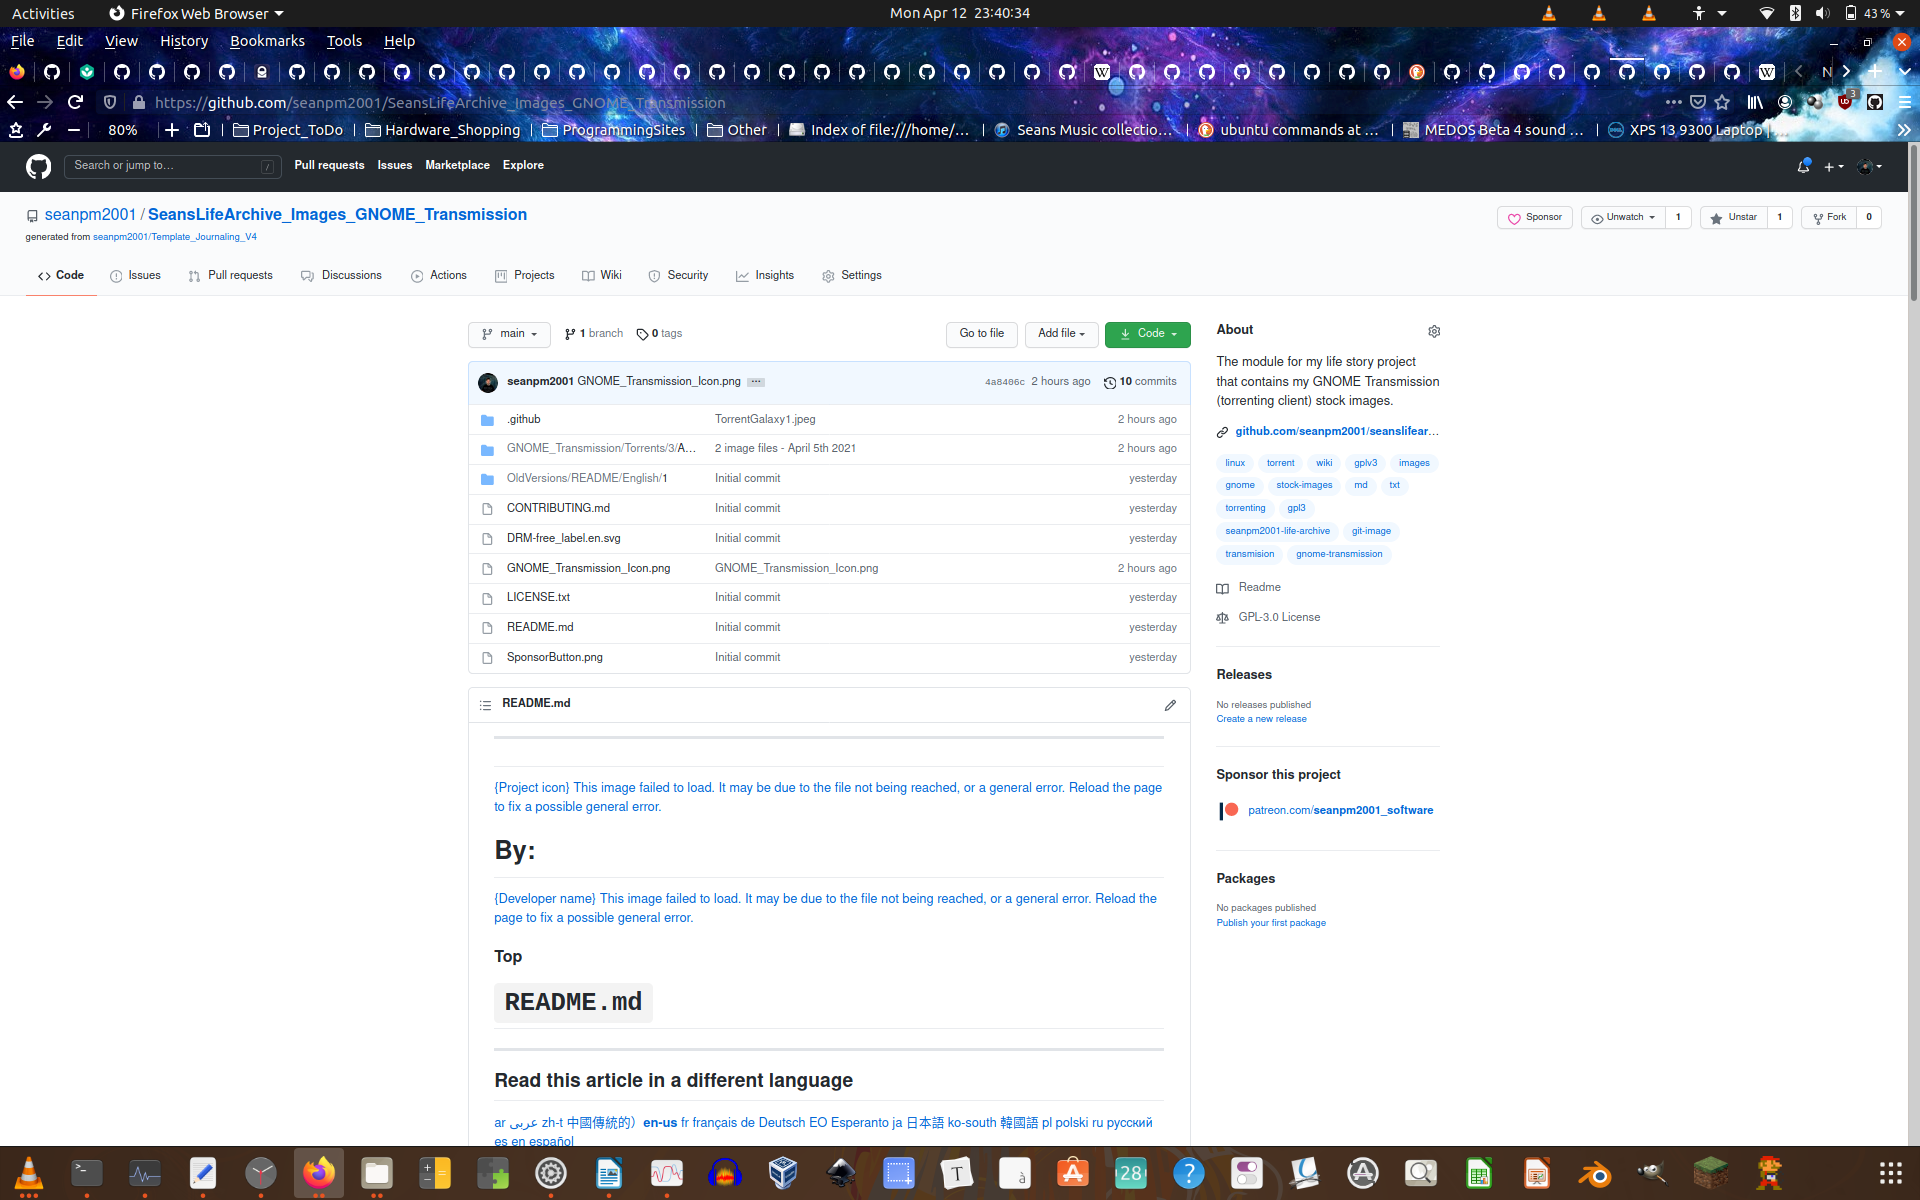 Activities
Firefox Web Browser
Mon Apr 12 23:40:34
43 %
File Edit View History Bookmarks Tools Help
N
https://github.com/seanpm2001/SeansLifeArchive_Images_GNOME_Transmission
3
80%
Project_ToDo
Hardware_Shopping
ProgrammingSites
Other
Index of file:///home/…
Seans Music collectio…
ubuntu commands at …
MEDOS Beta 4 sound …
XPS 13 9300 Laptop |
Search or jump to…
/
Pull requests Issues Marketplace Explore
seanpm2001 / SeansLifeArchive_Images_GNOME_Transmission
generated from seanpm2001/Template_Journaling_V4
Sponsor
Unwatch 1
Unstar 1
Fork 0
Code Issues Pull requests Discussions Actions Projects Wiki Security Insights Settings
main
1 branch
0 tags
Go to file
Add file
Code
seanpm2001 GNOME_Transmission_Icon.png …
4a8406c 2 hours ago 10 commits
.github TorrentGalaxy1.jpeg 2 hours ago
GNOME_Transmission/Torrents/3/A… 2 image files - April 5th 2021 2 hours ago
OldVersions/README/English/1 Initial commit yesterday
CONTRIBUTING.md Initial commit yesterday
DRM-free_label.en.svg Initial commit yesterday
GNOME_Transmission_Icon.png GNOME_Transmission_Icon.png 2 hours ago
LICENSE.txt Initial commit yesterday
README.md Initial commit yesterday
SponsorButton.png Initial commit yesterday
README.md
{Project icon} This image failed to load. It may be due to the file not being reached, or a general error. Reload the page
to fix a possible general error.
By:
{Developer name} This image failed to load. It may be due to the file not being reached, or a general error. Reload the
page to fix a possible general error.
Top
README.md
Read this article in a different language
ar عربى zh-t 中國傳統的）en-us fr français de Deutsch EO Esperanto ja 日本語 ko-south 韓國語 pl polski ru русский
es en español
About
The module for my life story project
that contains my GNOME Transmission
(torrenting client) stock images.
github.com/seanpm2001/seanslifear…
linux torrent wiki gplv3 images
gnome stock-images md txt
torrenting gpl3
seanpm2001-life-archive git-image
transmision gnome-transmission
Readme
GPL-3.0 License
Releases
No releases published
Create a new release
Sponsor this project
patreon.com/seanpm2001_software
Packages
No packages published
Publish your first package